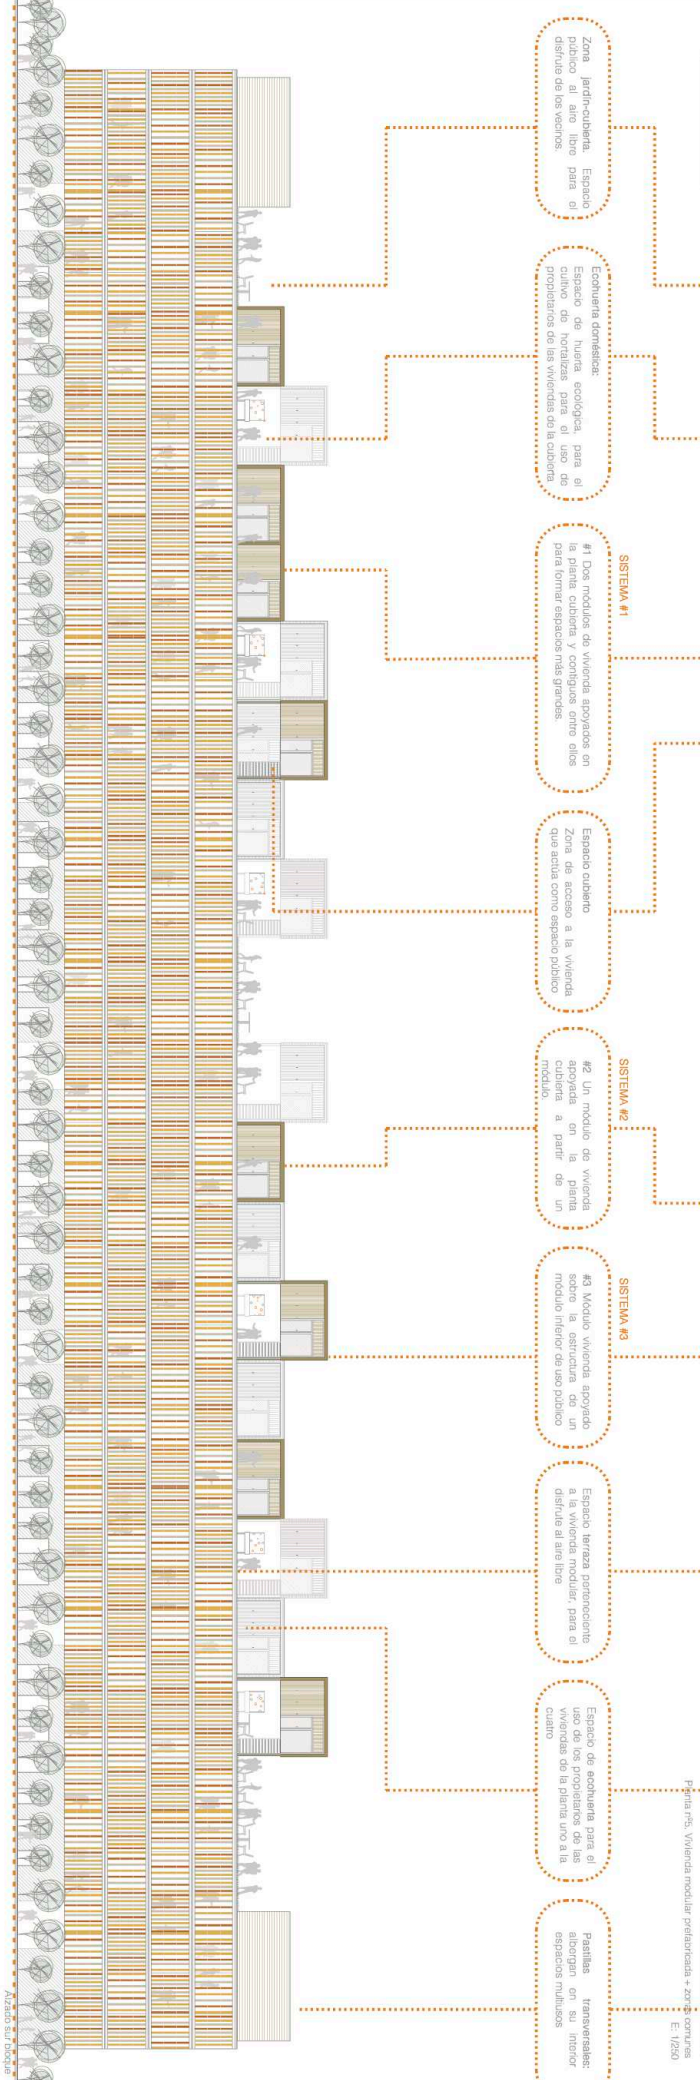 Zona jardín-cubierta. Espacio
público al aire libre para el
disfrute de los vecinos.
Ecohuerta doméstica:
Espacio de huerta ecológica, para el
cultivo de hortalizas para el uso de
propietarios de las viviendas de la cubierta
SISTEMA #1
#1 Dos módulos de vivienda apoyados en
la planta cubierta y contiguos entre ellos
para formar espacios más grandes.
Espacio cubierto
Zona de acceso a la vivienda
que actúa como espacio público
SISTEMA #2
#2 Un módulo de vivienda
apoyada en la planta
cubierta a partir de un
módulo.
SISTEMA #3
#3 Módulo vivienda apoyado
sobre la estructura de un
módulo inferior de uso público
Espacio terraza perteneciente
a la vivienda modular, para el
disfrute al aire libre
Espacio de ecohuerta para el
uso de los propietarios de las
viviendas de la planta uno a la
cuatro
Pastillas transversales:
albergan en su interior
espacios multiusos
Planta nº5. Vivienda modular prefabricada + zonas comunes
E: 1/250
Alzado sur bloque